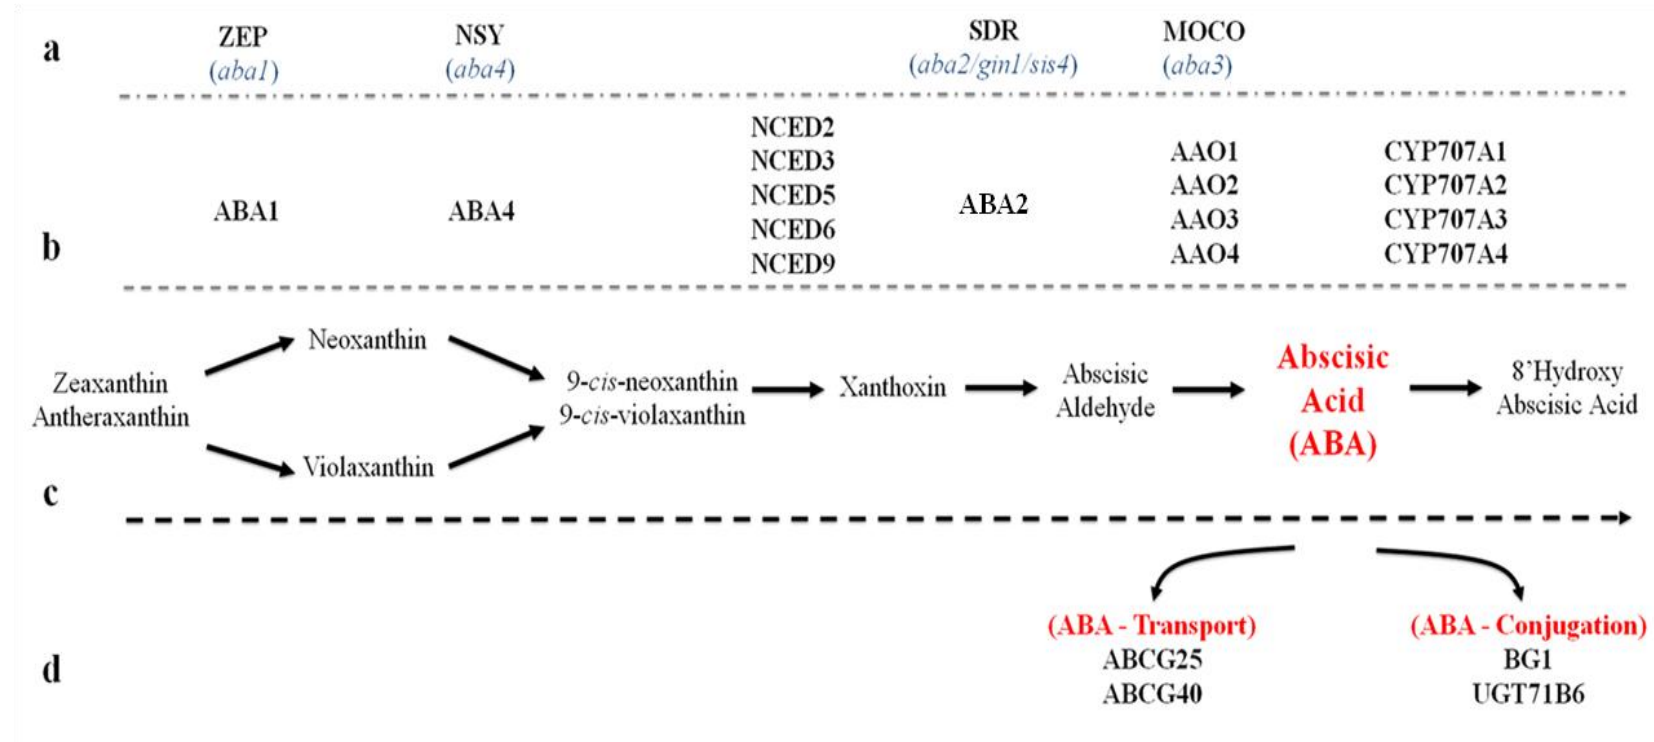 a
ZEP
(aba1)
NSY
(aba4)
SDR
(aba2/gin1/sis4)
MOCO
(aba3)
b
ABA1
ABA4
NCED2
NCED3
NCED5
NCED6
NCED9
ABA2
AAO1
AAO2
AAO3
AAO4
CYP707A1
CYP707A2
CYP707A3
CYP707A4
c
Zeaxanthin
Antheraxanthin
Neoxanthin
Violaxanthin
9-cis-neoxanthin
9-cis-violaxanthin
Xanthoxin
Abscisic
Aldehyde
Abscisic
Acid
(ABA)
8’Hydroxy
Abscisic Acid
d
(ABA - Transport)
ABCG25
ABCG40
(ABA - Conjugation)
BG1
UGT71B6